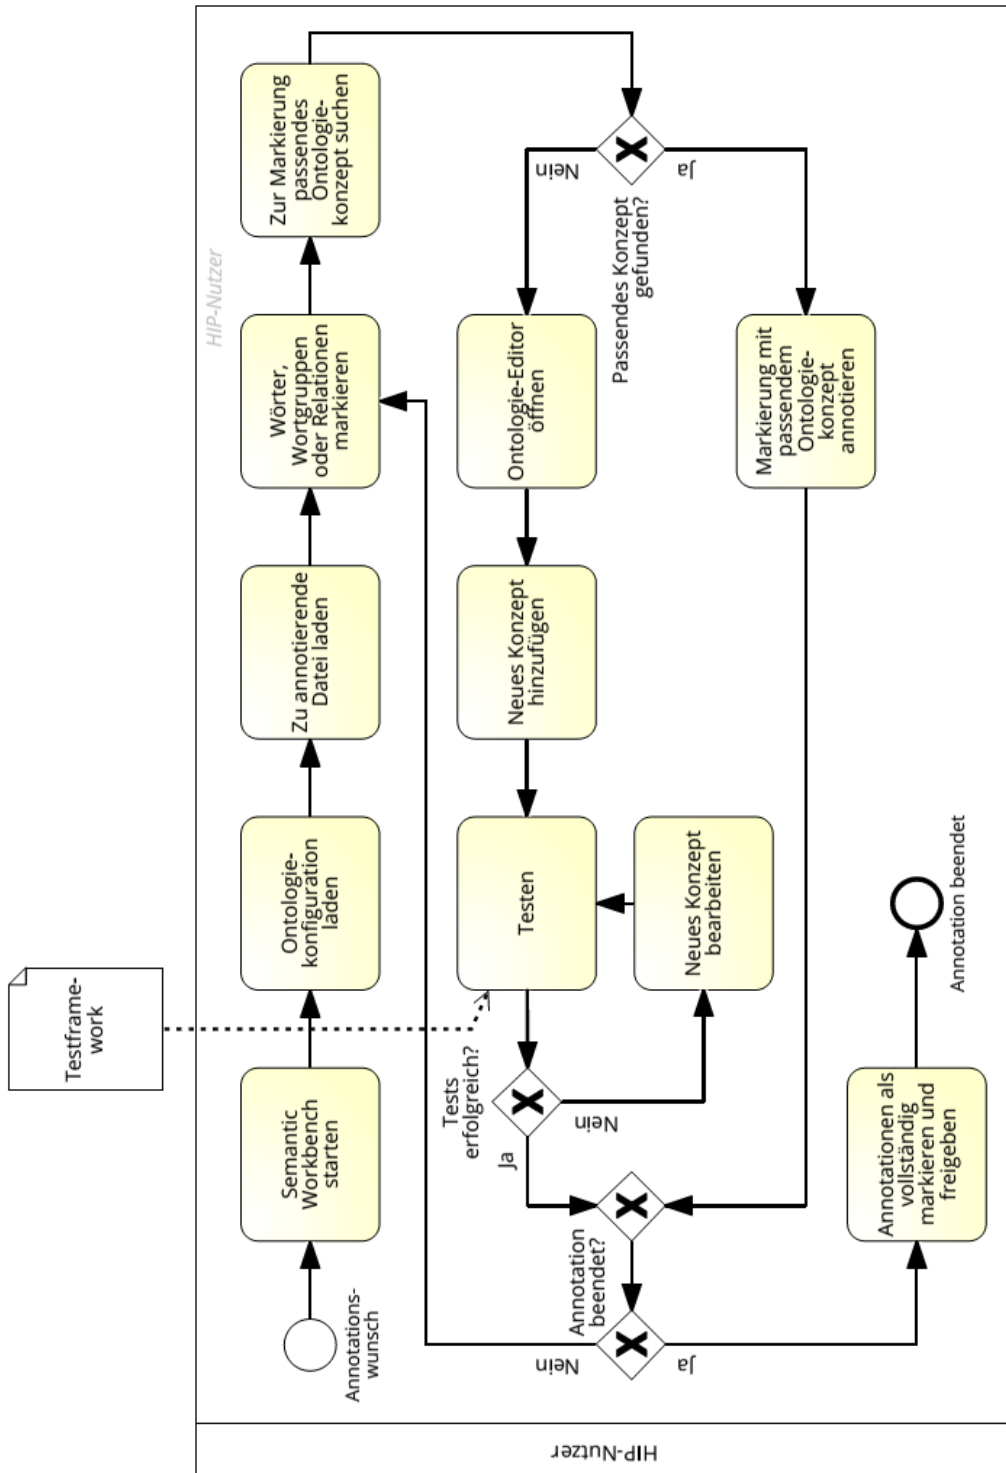 HIP-Nutzer
HIP-Nutzer
Annotations-
wunsch
Semantic
Workbench
starten
Testframe-
work
Ontologie-
konfiguration
laden
Zu annotierende
Datei laden
Wörter,
Wortgruppen
oder Relationen
markieren
Zur Markierung
passendes
Ontologie-
konzept suchen
Passendes Konzept
gefunden?
Nein
Ja
Ontologie-Editor
öffnen
Neues Konzept
hinzufügen
Testen
Neues Konzept
bearbeiten
Tests
erfolgreich?
Ja
Nein
Markierung mit
passendem
Ontologie-
konzept
annotieren
Annotation
beendet?
Nein
Ja
Annotationen als
vollständig
markieren und
freigeben
Annotation beendet